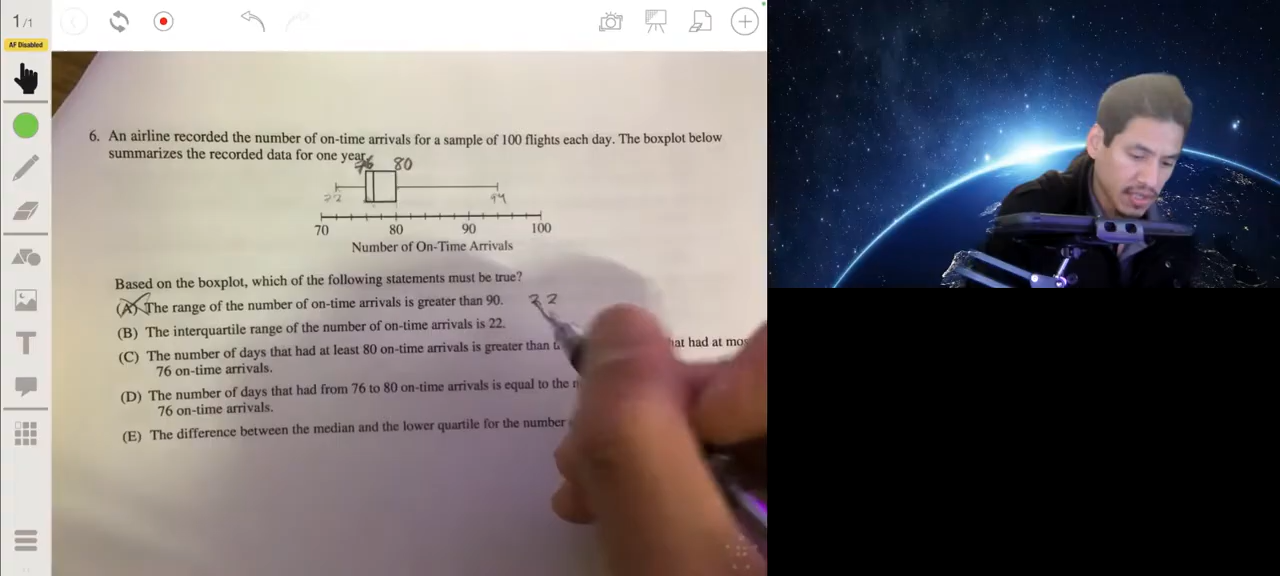 1/1
AF Disabled
6. An airline recorded the number of on-time arrivals for a sample of 100 flights each day. The boxplot below
summarizes the recorded data for one year.
76 80
72 94
70 80 90 100
Number of On-Time Arrivals
Based on the boxplot, which of the following statements must be true?
(A) The range of the number of on-time arrivals is greater than 90. 22
(B) The interquartile range of the number of on-time arrivals is 22.
(C) The number of days that had at least 80 on-time arrivals is greater than hat had at mos
76 on-time arrivals.
(D) The number of days that had from 76 to 80 on-time arrivals is equal to the
76 on-time arrivals.
(E) The difference between the median and the lower quartile for the number
T